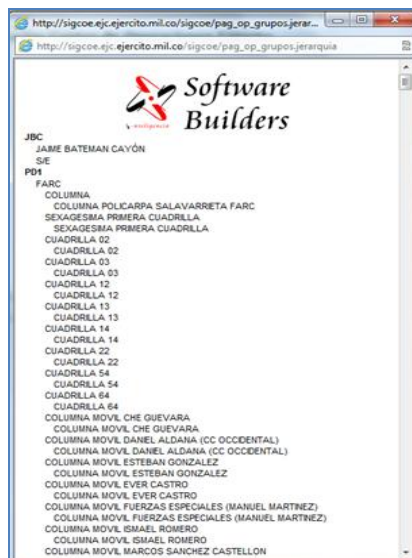 http://sigcoe.ejc.ejercito.mil.co/sigcoe/pag_op_grupos.jerar...
http://sigcoe.ejc.ejercito.mil.co/sigcoe/pag_op_grupos.jerarquia
Software
Builders
JBC
JAIME BATEMAN CAYÓN
S/E
PD1
FARC
COLUMNA
COLUMNA POLICARPA SALAVARRIETA FARC
SEXAGESIMA PRIMERA CUADRILLA
SEXAGESIMA PRIMERA CUADRILLA
CUADRILLA 02
CUADRILLA 02
CUADRILLA 03
CUADRILLA 03
CUADRILLA 12
CUADRILLA 12
CUADRILLA 13
CUADRILLA 13
CUADRILLA 14
CUADRILLA 14
CUADRILLA 22
CUADRILLA 22
CUADRILLA 54
CUADRILLA 54
CUADRILLA 64
CUADRILLA 64
COLUMNA MOVIL CHE GUEVARA
COLUMNA MOVIL CHE GUEVARA
COLUMNA MOVIL DANIEL ALDANA (CC OCCIDENTAL)
COLUMNA MOVIL DANIEL ALDANA (CC OCCIDENTAL)
COLUMNA MOVIL ESTEBAN GONZALEZ
COLUMNA MOVIL ESTEBAN GONZALEZ
COLUMNA MOVIL EVER CASTRO
COLUMNA MOVIL EVER CASTRO
COLUMNA MOVIL FUERZAS ESPECIALES (MANUEL MARTINEZ)
COLUMNA MOVIL FUERZAS ESPECIALES (MANUEL MARTINEZ)
COLUMNA MOVIL ISMAEL ROMERO
COLUMNA MOVIL ISMAEL ROMERO
COLUMNA MOVIL MARCOS SANCHEZ CASTELLON